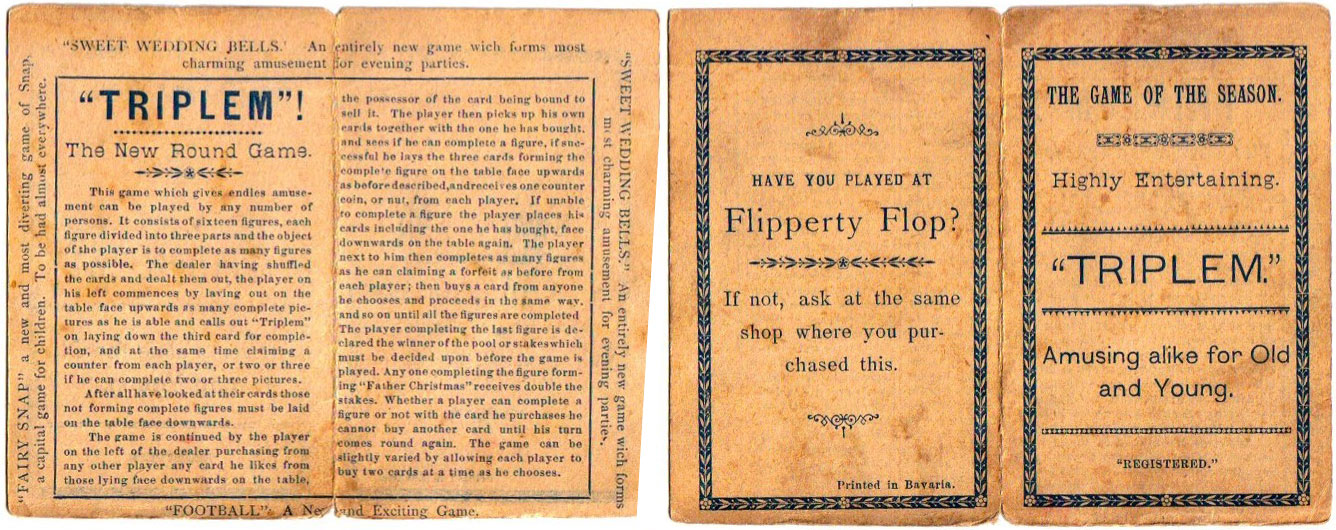 "SWEET WEDDING BELLS.' An entirely new game wich forms most
charming amusement for evening parties.
"FAIRY SNAP" a new and most diverting game of Snap,
a capital game for children. To be had almost everywhere.
"TRIPLEM"!
The New Round Game.
This game which gives endles amuse-
ment can be played by any number of
persons. It consists of sixteen figures, each
figure divided into three parts and the object
of the player is to complete as many figures
as possible. The dealer having shuffled
the cards and dealt them out, the player on
his left commences by laying out on the
table face upwards as many complete pic-
tures as he is able and calls out "Triplem"
on laying down the third card for comple-
tion, and at the same time claiming a
counter from each player, or two or three
if he can complete two or three pictures.
After all have looked at their cards those
not forming complete figures must be laid
on the table face downwards.
The game is continued by the player
on the left of the dealer purchasing from
any other player any card he likes from
those lying face downwards on the table,
the possessor of the card being bound to
sell it. The player then picks up his own
cards together with the one he has bought,
and sees if he can complete a figure, if suc-
cessful he lays the three cards forming the
complete figure on the table face upwards
as before described, and receives one counter
coin, or nut, from each player. If unable
to complete a figure the player places his
cards including the one he has bought, face
downwards on the table again. The player
next to him then completes as many figures
as he can claiming a forfeit as before from
each player; then buys a card from anyone
he chooses and proceeds in the same way.
and so on until all the figures are completed
The player completing the last figure is de-
clared the winner of the pool or stakes which
must be decided upon before the game is
played. Any one completing the figure form-
ing "Father Christmas" receives double the
stakes. Whether a player can complete a
figure or not with the card he purchases he
cannot buy another card until his turn
comes round again. The game can be
slightly varied by allowing each player to
buy two cards at a time as he chooses.
"SWEET WEDDING BELLS." An entirely new game wich forms
most charming amusement for evening parties.
"FOOTBALL" A New and Exciting Game.
HAVE YOU PLAYED AT
Flipperty Flop?
If not, ask at the same
shop where you pur-
chased this.
Printed in Bavaria.
THE GAME OF THE SEASON.
Highly Entertaining.
"TRIPLEM."
Amusing alike for Old
and Young.
"REGISTERED."